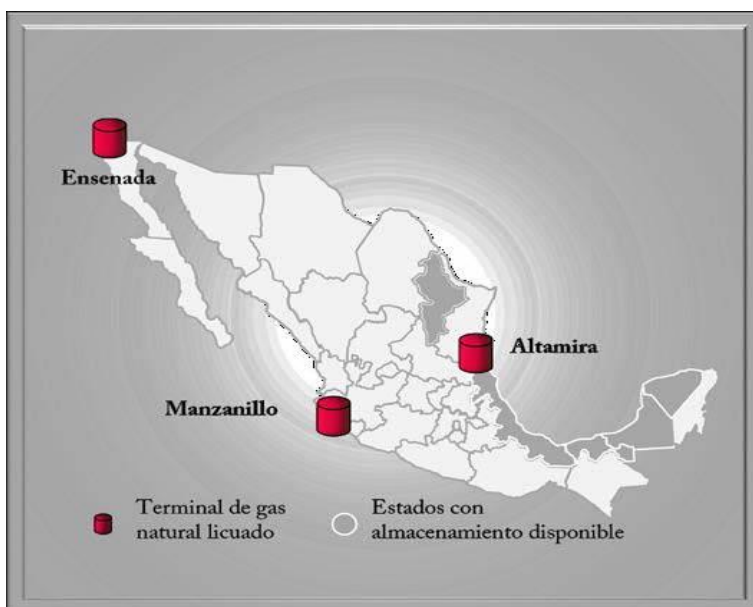 Ensenada
Altamira
Manzanillo
Terminal de gas
natural licuado
Estados con
almacenamiento disponible